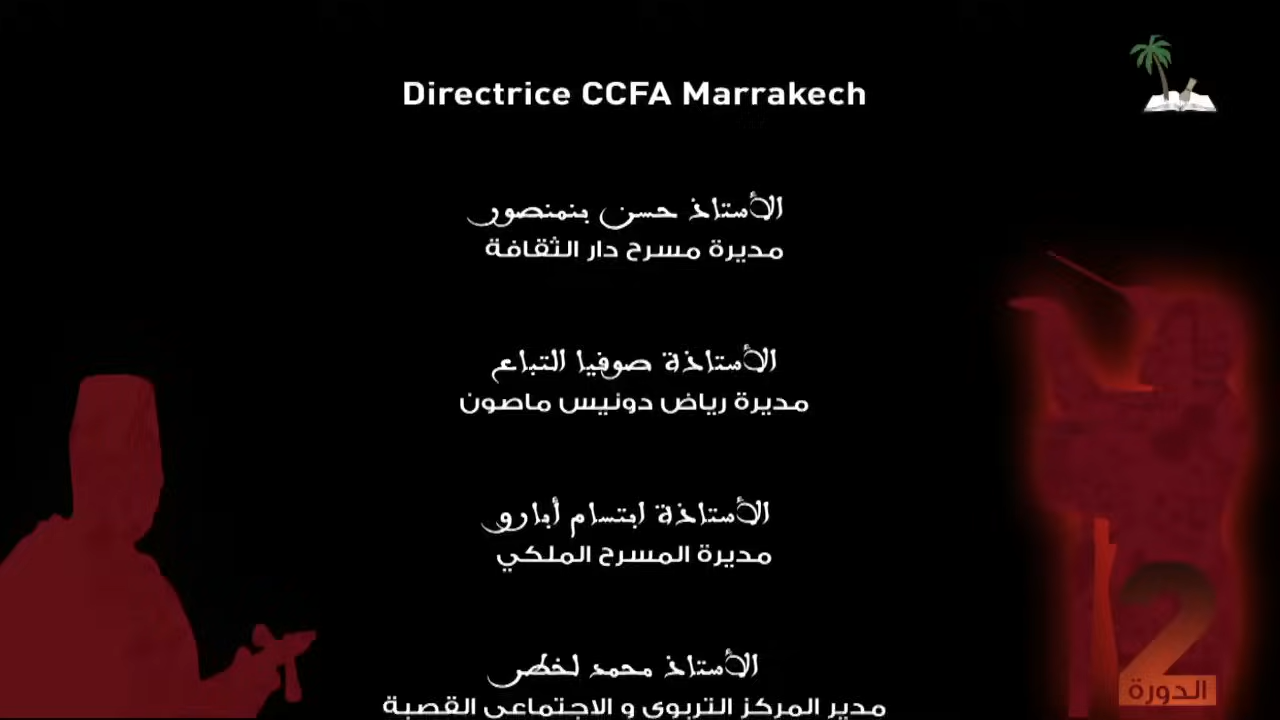 Directrice CCFA Marrakech
الأستاذ حسن بنمنصور
مديرة مسرح دار الثقافة
الأستاذة صوفيا التباع
مديرة رياض دونيس ماصون
الأستاذة ابتسام أبارو
مديرة المسرح الملكي
الأستاذ محمد لخطر
مدير المركز التربوي و الاجتماعي القصبة
12
الدورة